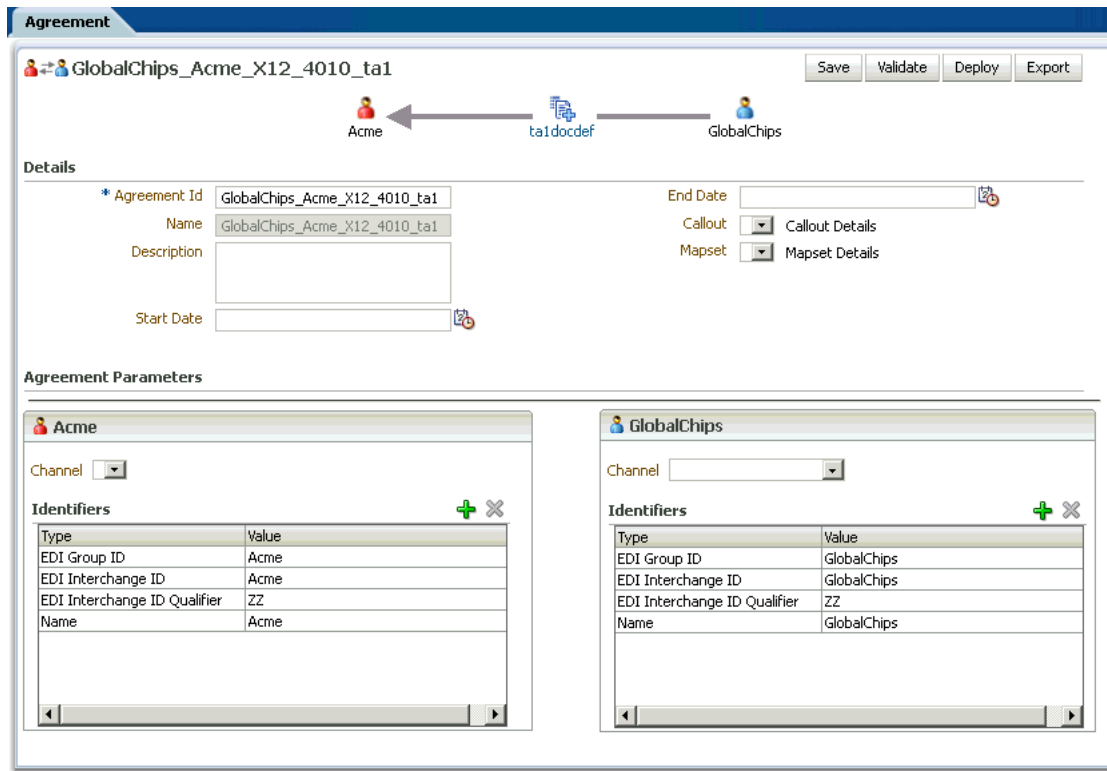 Agreement
GlobalChips_Acme_X12_4010_ta1
Save Validate Deploy Export
Acme ta1docdef GlobalChips
Details
* Agreement Id GlobalChips_Acme_X12_4010_ta1
Name GlobalChips_Acme_X12_4010_ta1
Description
Start Date
End Date
Callout Callout Details
Mapset Mapset Details
Agreement Parameters
Acme
Channel
Identifiers
Type Value
EDI Group ID Acme
EDI Interchange ID Acme
EDI Interchange ID Qualifier ZZ
Name Acme
GlobalChips
Channel
Identifiers
Type Value
EDI Group ID GlobalChips
EDI Interchange ID GlobalChips
EDI Interchange ID Qualifier ZZ
Name GlobalChips